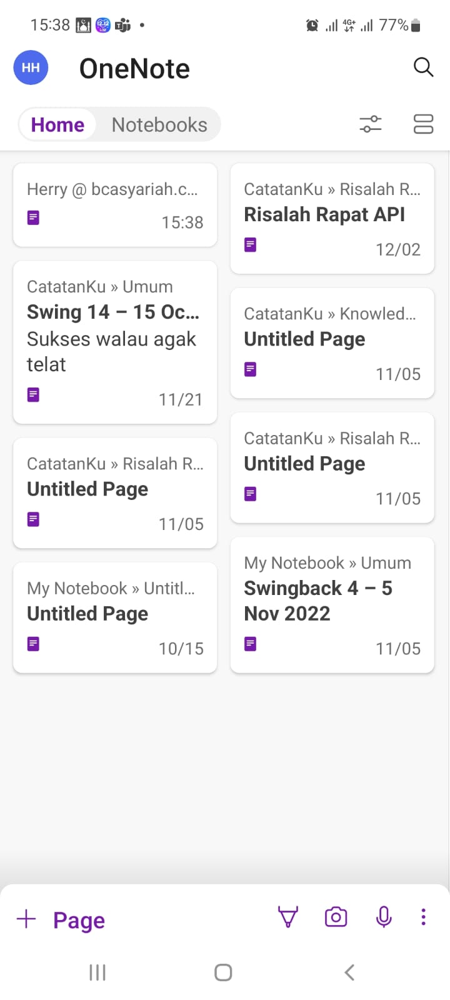 15:38
4G+
77%
HH
OneNote
Home
Notebooks
Herry @ bcasyariah.c...
15:38
CatatanKu » Risalah R...
Risalah Rapat API
12/02
CatatanKu » Umum
Swing 14 – 15 Oc...
Sukses walau agak
telat
11/21
CatatanKu » Knowled...
Untitled Page
11/05
CatatanKu » Risalah R...
Untitled Page
11/05
CatatanKu » Risalah R...
Untitled Page
11/05
My Notebook » Untitl...
Untitled Page
10/15
My Notebook » Umum
Swingback 4 – 5
Nov 2022
11/05
Page